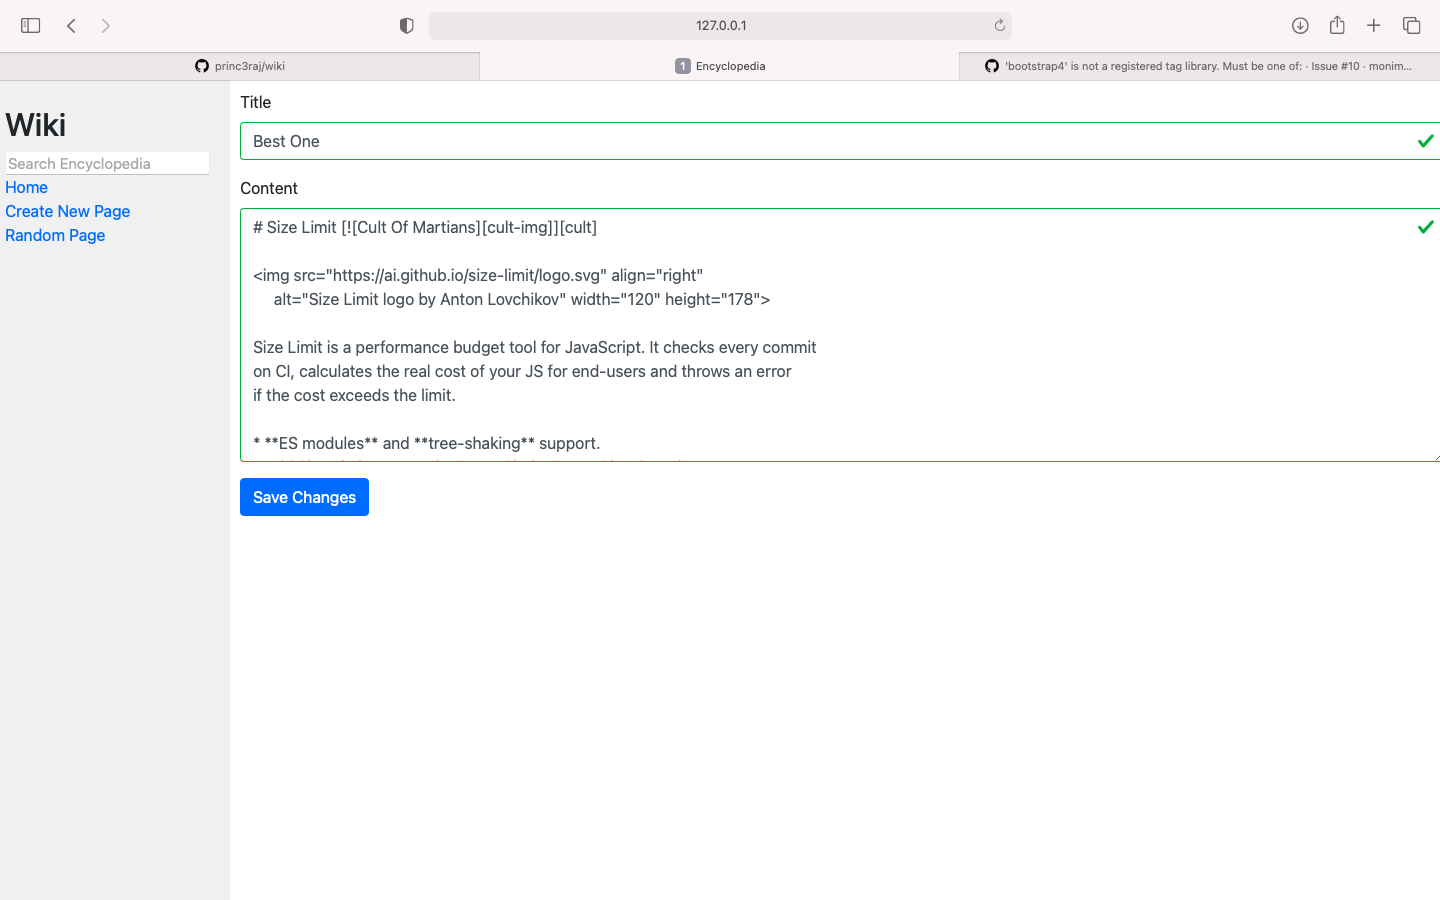 127.0.0.1
princ3raj/wiki
1 Encyclopedia
'bootstrap4' is not a registered tag library. Must be one of: · Issue #10 · monim...
Wiki
Search Encyclopedia
Home
Create New Page
Random Page
Title
Best One
Content
# Size Limit [![Cult Of Martians][cult-img]][cult]
<img src="https://ai.github.io/size-limit/logo.svg" align="right"
alt="Size Limit logo by Anton Lovchikov" width="120" height="178">
Size Limit is a performance budget tool for JavaScript. It checks every commit
on CI, calculates the real cost of your JS for end-users and throws an error
if the cost exceeds the limit.
* **ES modules** and **tree-shaking** support.
Save Changes